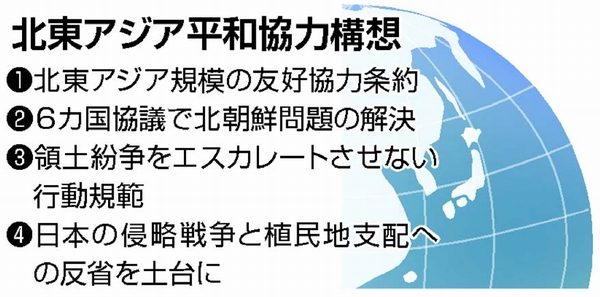 北東アジア平和協力構想
❶北東アジア規模の友好協力条約
❷6カ国協議で北朝鮮問題の解決
❸領土紛争をエスカレートさせない
行動規範
❹日本の侵略戦争と植民地支配へ
の反省を土台に